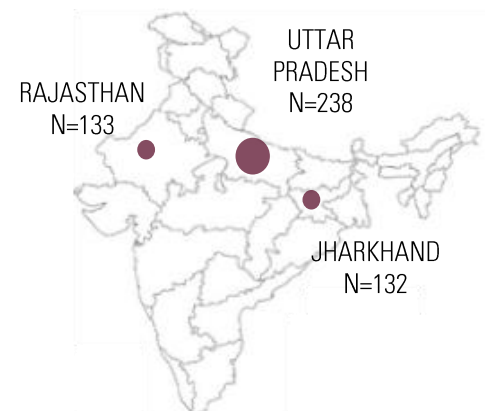 UTTAR
PRADESH
N=238
RAJASTHAN
N=133
JHARKHAND
N=132